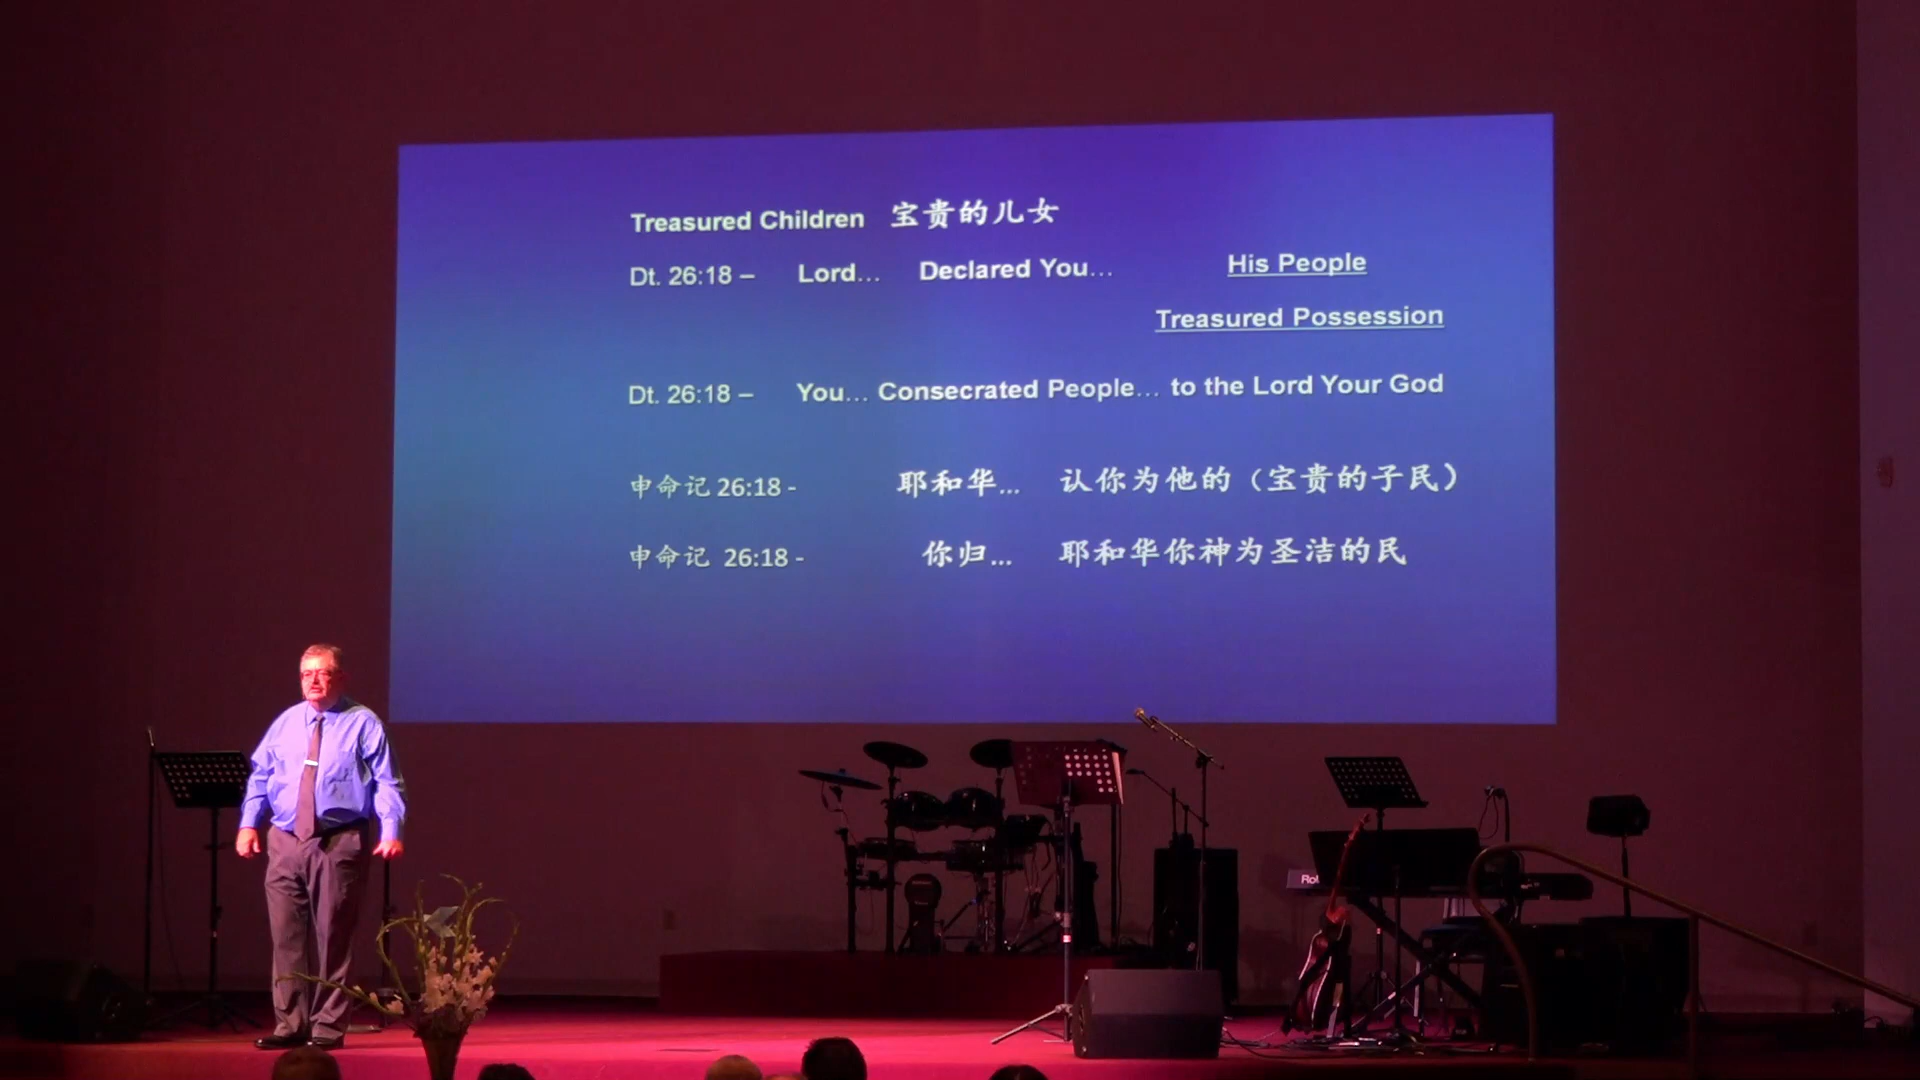 Treasured Children 宝贵的儿女
Dt. 26:18 – Lord... Declared You... His People
Treasured Possession
Dt. 26:18 – You... Consecrated People... to the Lord Your God
申命记 26:18 - 耶和华... 认你为他的（宝贵的子民）
申命记 26:18 - 你归... 耶和华你神为圣洁的民